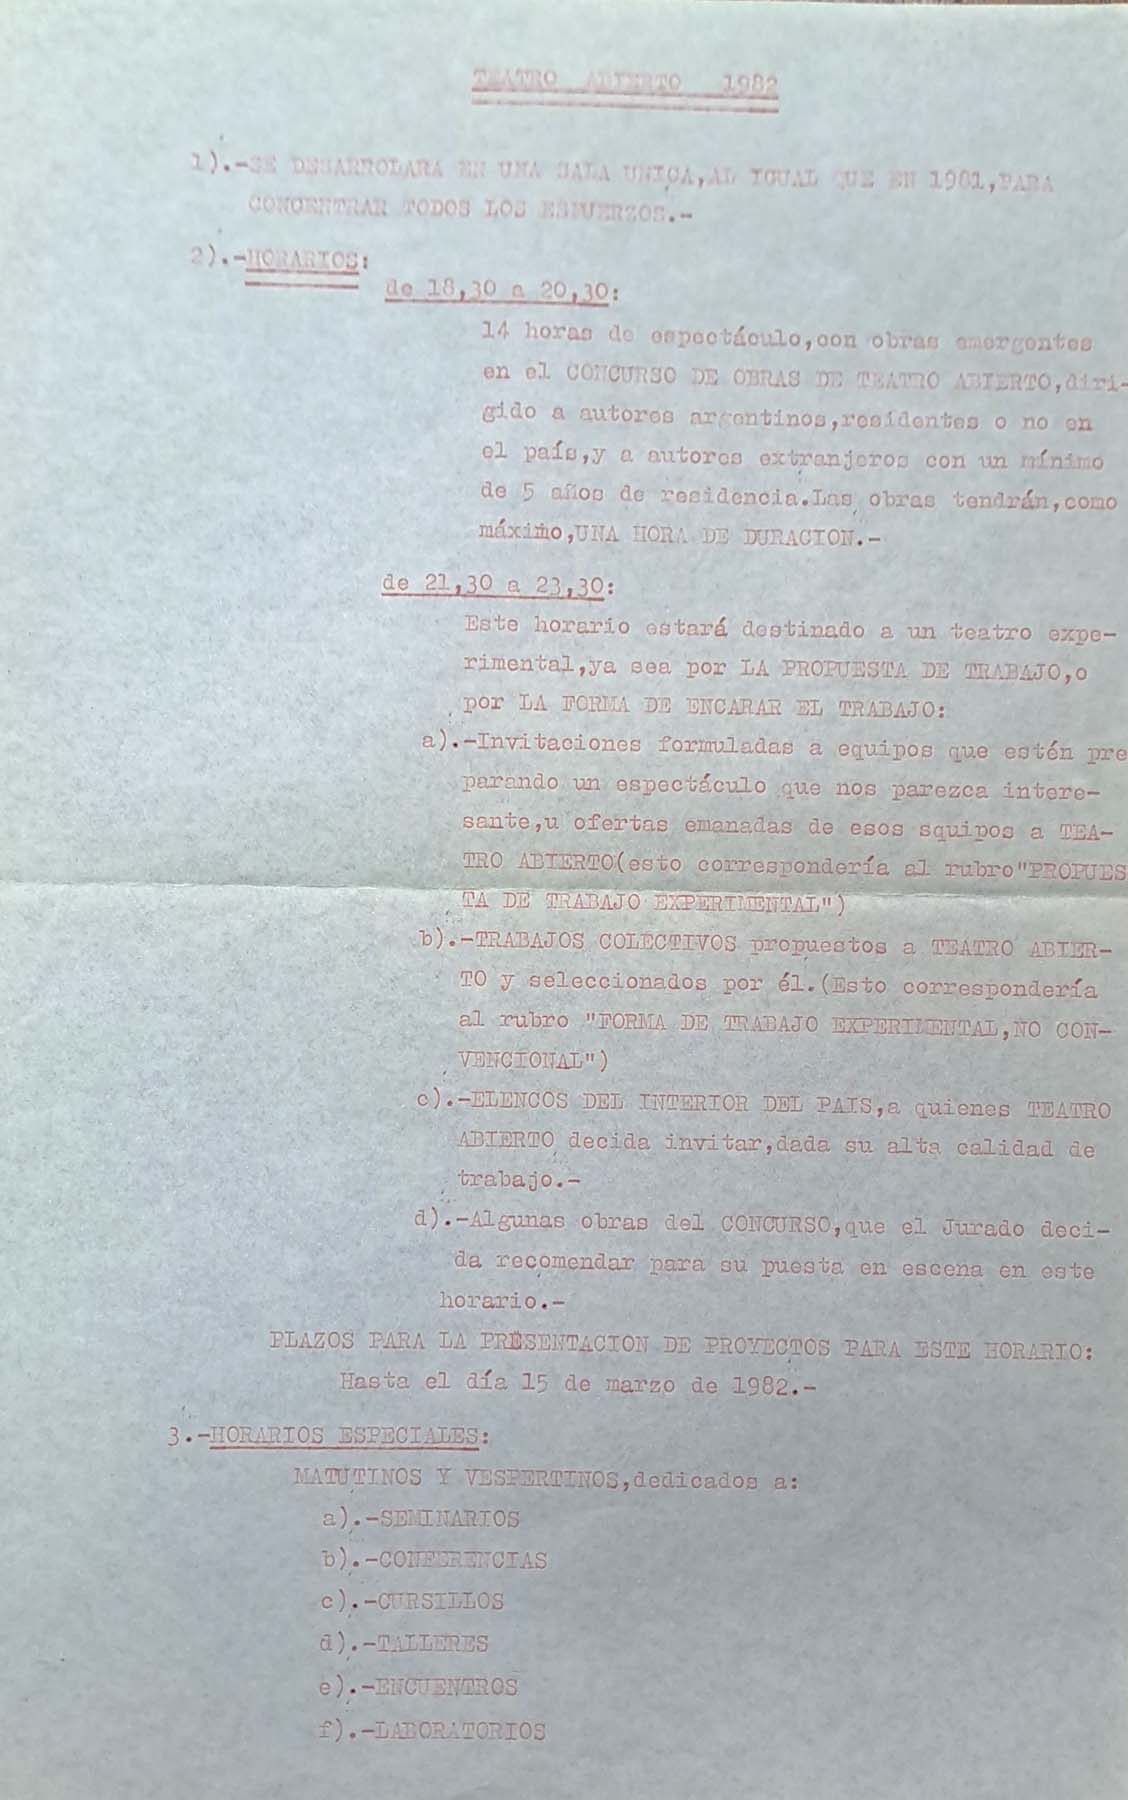 TEATRO ABIERTO 1982
1).-SE DESARROLARA EN UNA SALA UNICA,AL IGUAL QUE EN 1981,PARA
CONCENTRAR TODOS LOS ESFUERZOS.-
2).-HORARIOS:
de 18,30 a 20,30:
14 horas de espectáculo,con obras emergentes
en el CONCURSO DE OBRAS DE TEATRO ABIERTO,diri-
gido a autores argentinos,residentes o no en
el país,y a autores extranjeros con un mínimo
de 5 años de residencia.Las obras tendrán,como
máximo,UNA HORA DE DURACION.-
de 21,30 a 23,30:
Este horario estará destinado a un teatro expe-
rimental,ya sea por LA PROPUESTA DE TRABAJO,o
por LA FORMA DE ENCARAR EL TRABAJO:
a).-Invitaciones formuladas a equipos que estén pre
parando un espectáculo que nos parezca intere-
sante,u ofertas emanadas de esos squipos a TEA-
TRO ABIERTO(esto correspondería al rubro"PROPUES
TA DE TRABAJO EXPERIMENTAL")
b).-TRABAJOS COLECTIVOS propuestos a TEATRO ABIER-
TO y seleccionados por él.(Esto correspondería
al rubro "FORMA DE TRABAJO EXPERIMENTAL,NO CON-
VENCIONAL")
c).-ELENCOS DEL INTERIOR DEL PAIS,a quienes TEATRO
ABIERTO decida invitar,dada su alta calidad de
trabajo.-
d).-Algunas obras del CONCURSO,que el Jurado deci-
da recomendar para su puesta en escena en este
horario.-
PLAZOS PARA LA PRESENTACION DE PROYECTOS PARA ESTE HORARIO:
Hasta el día 15 de marzo de 1982.-
3.-HORARIOS ESPECIALES:
MATUTINOS Y VESPERTINOS,dedicados a:
a).-SEMINARIOS
b).-CONFERENCIAS
c).-CURSILLOS
d).-TALLERES
e).-ENCUENTROS
f).-LABORATORIOS